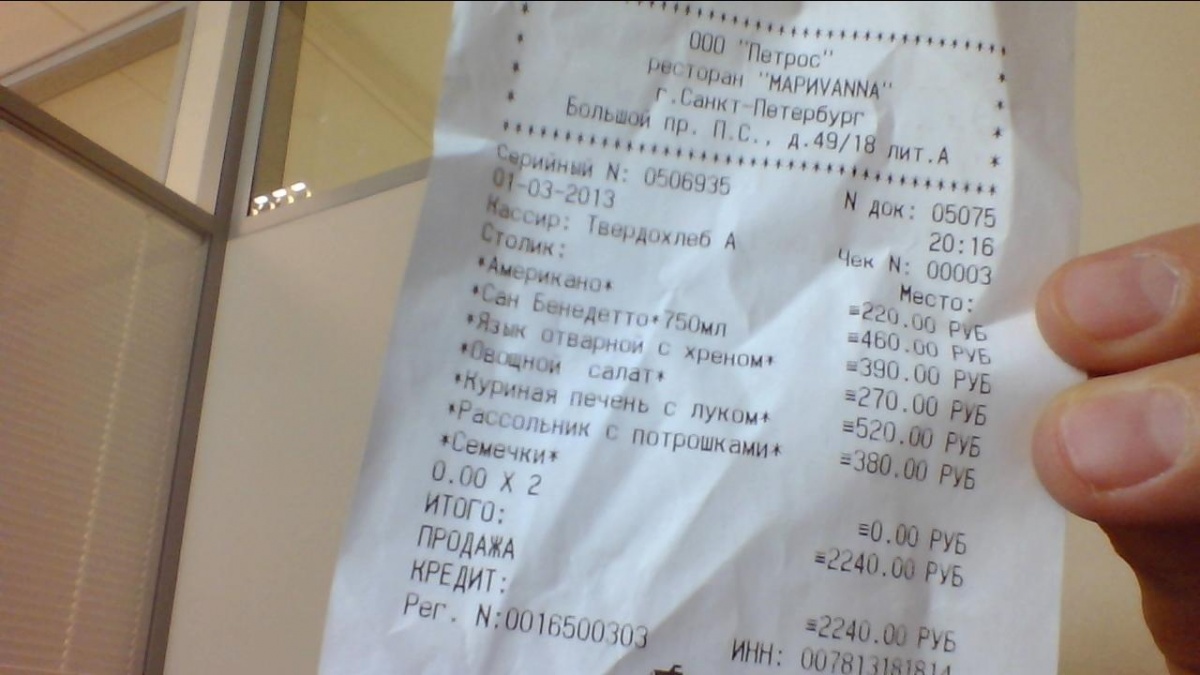 ООО "Петрос"
ресторан "МАРИVANNA"
г.Санкт-Петербург
Большой пр. П.С., д.49/18 лит.А
Серийный N: 0506935 N док: 05075
01-03-2013 20:16
Кассир: Твердохлеб А Чек N: 00003
Столик: Место:
*Американо* ≡220.00 РУБ
*Сан Бенедетто*750мл ≡460.00 РУБ
*Язык отварной с хреном* ≡390.00 РУБ
*Овощной салат* ≡270.00 РУБ
*Куриная печень с луком* ≡520.00 РУБ
*Рассольник с потрошками* ≡380.00 РУБ
*Семечки*
0.00 X 2 ≡0.00 РУБ
ИТОГО: ≡2240.00 РУБ
ПРОДАЖА
КРЕДИТ: ≡2240.00 РУБ
Рег. N:0016500303 ИНН: 007813181814